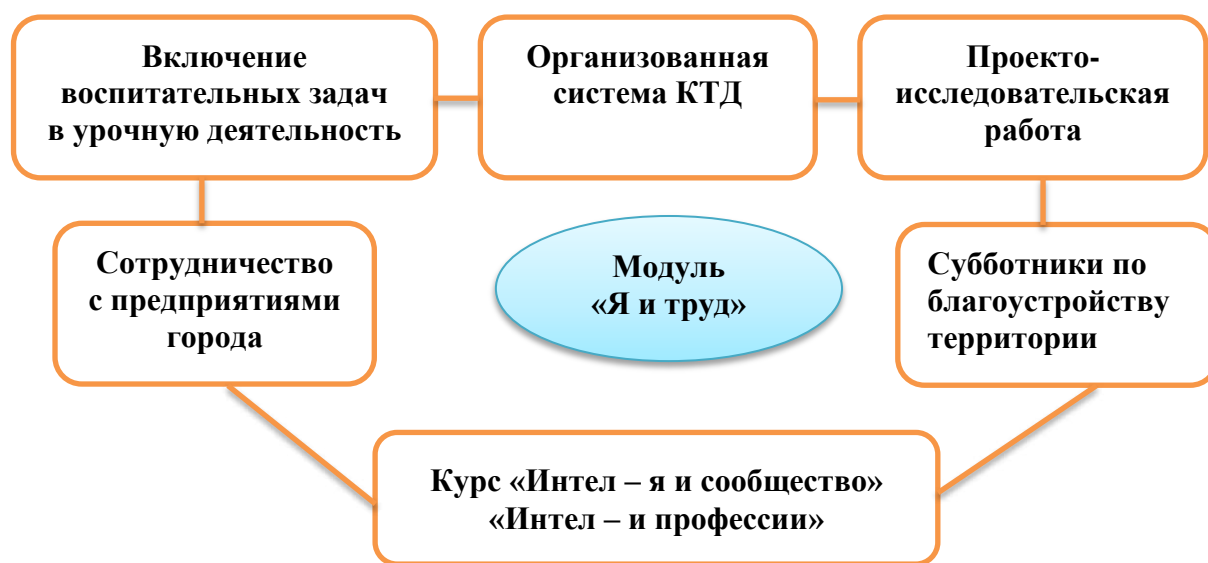 Включение
воспитательных задач
в урочную деятельность
Организованная
система КТД
Проекто-
исследовательская
работа
Сотрудничество
с предприятиями
города
Модуль
«Я и труд»
Субботники по
благоустройству
территории
Курс «Интел – я и сообщество»
«Интел – и профессии»